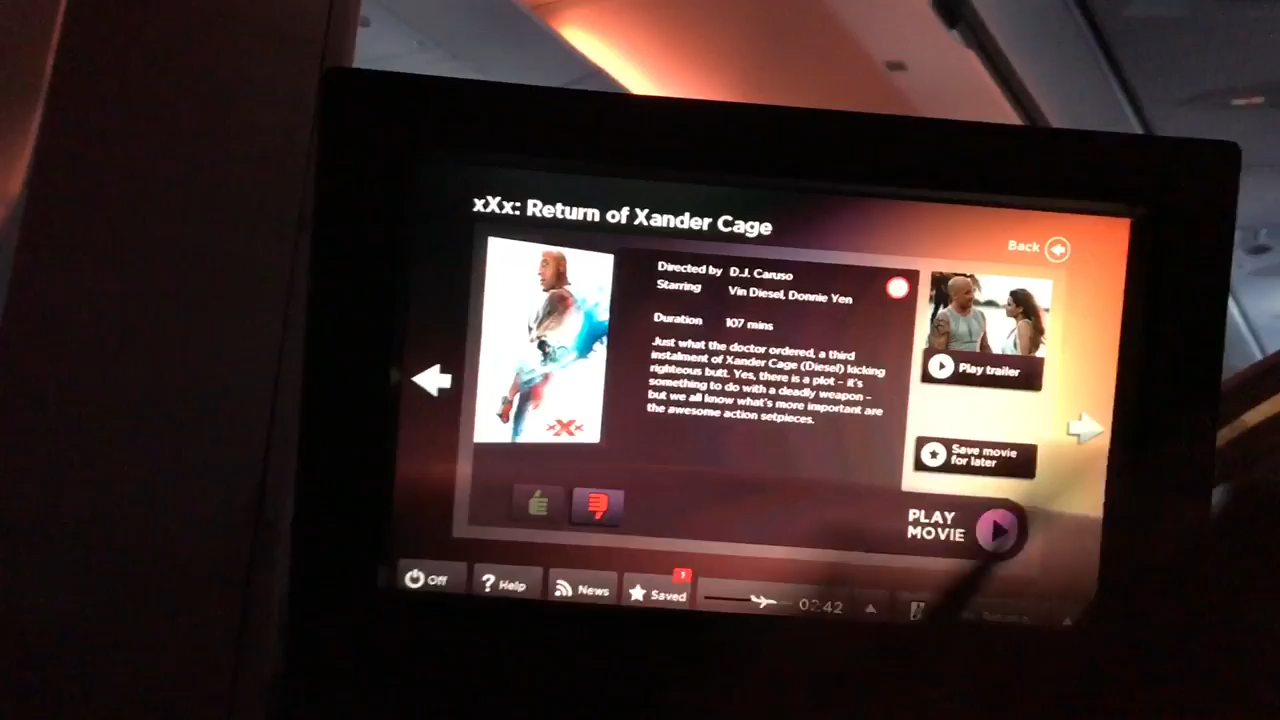 xXx: Return of Xander Cage
Back
Directed by D.J. Caruso
Starring Vin Diesel, Donnie Yen
Duration 107 mins
Just what the doctor ordered, a third
instalment of Xander Cage (Diesel) kicking
righteous butt. Yes, there is a plot – it's
something to do with a deadly weapon –
but we all know what's more important are
the awesome action setpieces.
xXx
Play trailer
Save movie
for later
PLAY
MOVIE
Off
? Help
News
Saved
1
02:42